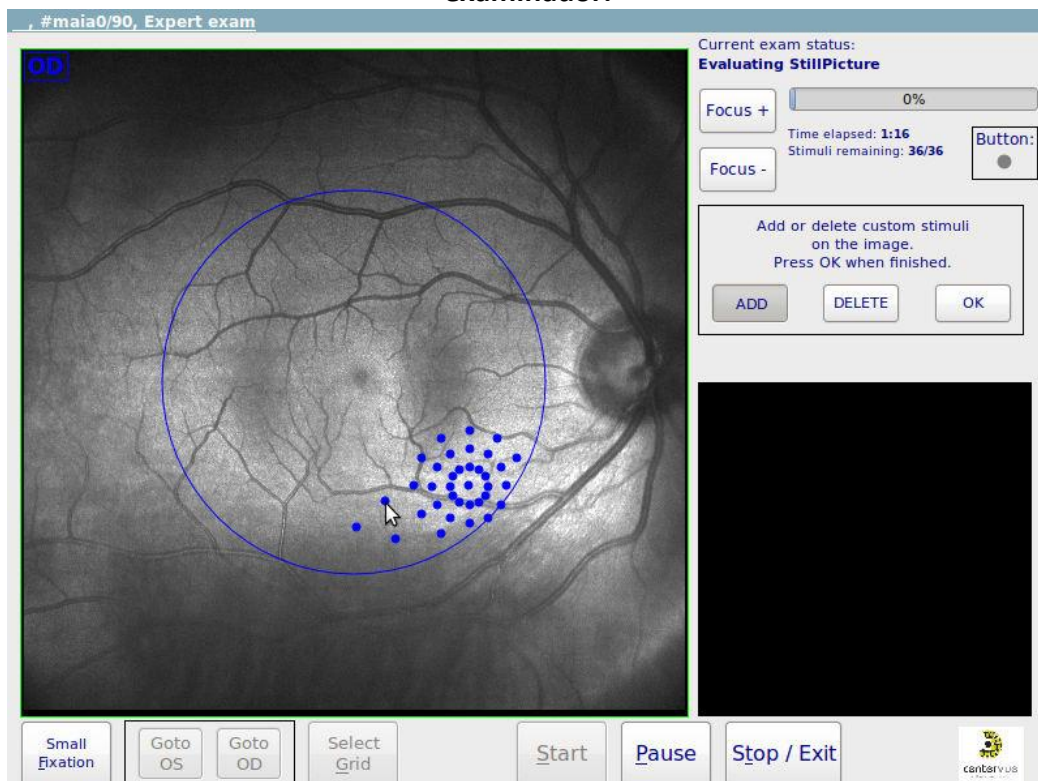 , #maia0/90, Expert exam
OD
Current exam status:
Evaluating StillPicture
Focus +
0%
Time elapsed: 1:16
Stimuli remaining: 36/36
Button:
Focus -
Add or delete custom stimuli
on the image.
Press OK when finished.
ADD
DELETE
OK
Small
Fixation
Goto
OS
Goto
OD
Select
Grid
Start
Pause
Stop / Exit
centervue